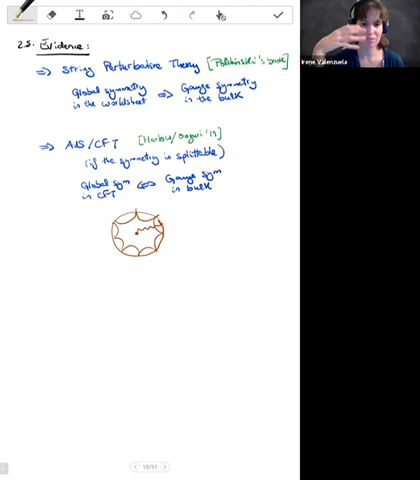 2.3. Evidence:
⇒ String Perturbative Theory [Polchinski's book]
Global symmetry in the worldsheet ⇒ Gauge symmetry in the bulk
⇒ AdS/CFT [Harlow/Ooguri '18]
(if the symmetry is splittable)
Global sym in CFT ⇔ Gauge sym in bulk
Irene Valenzuela
10/51